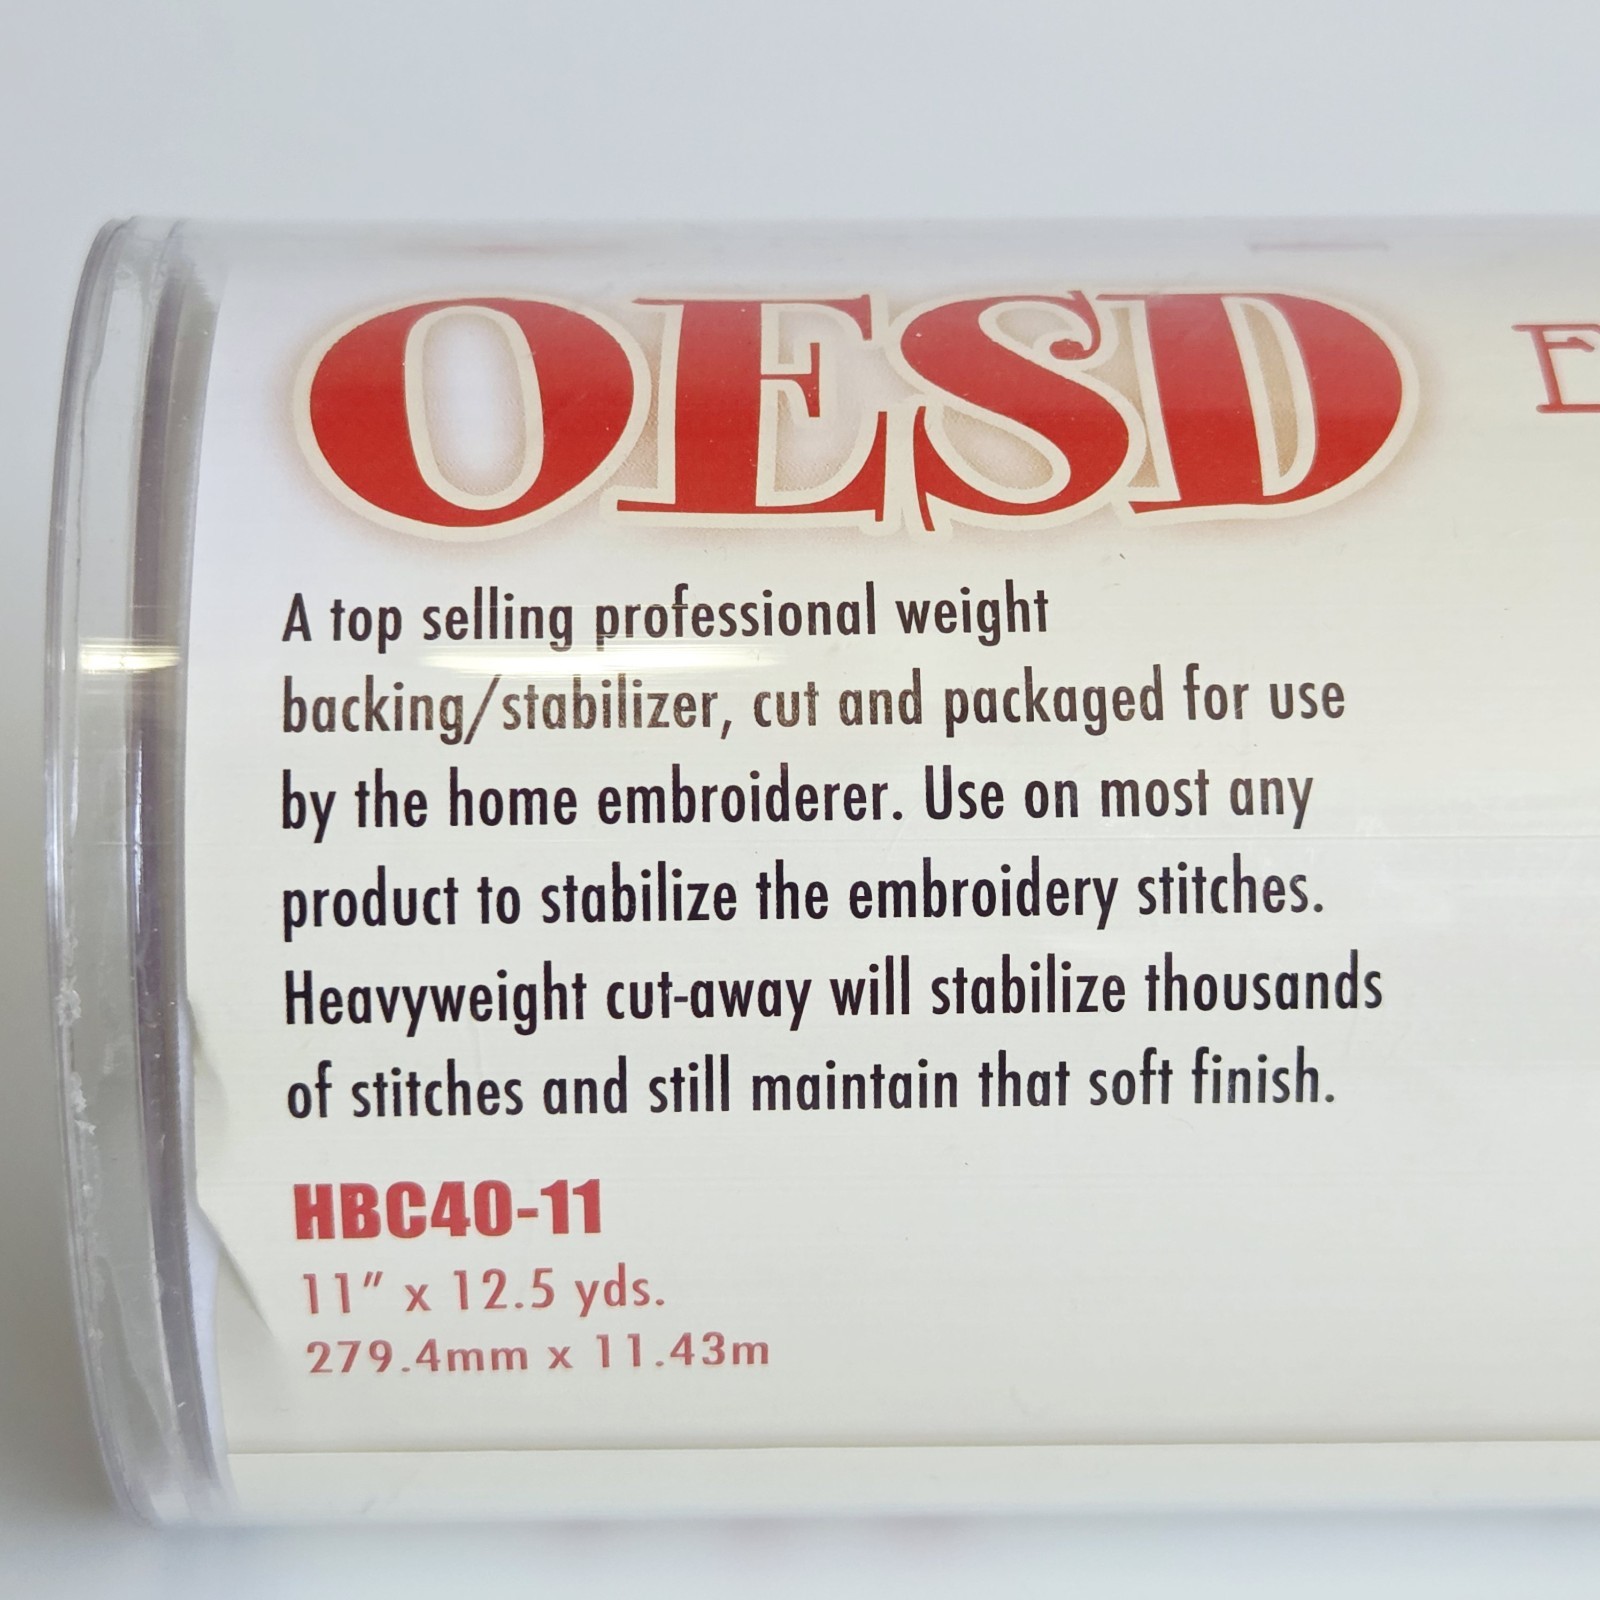 OESD
A top selling professional weight
backing/stabilizer, cut and packaged for use
by the home embroiderer. Use on most any
product to stabilize the embroidery stitches.
Heavyweight cut-away will stabilize thousands
of stitches and still maintain that soft finish.
HBC40-11
11" x 12.5 yds.
279.4mm x 11.43m